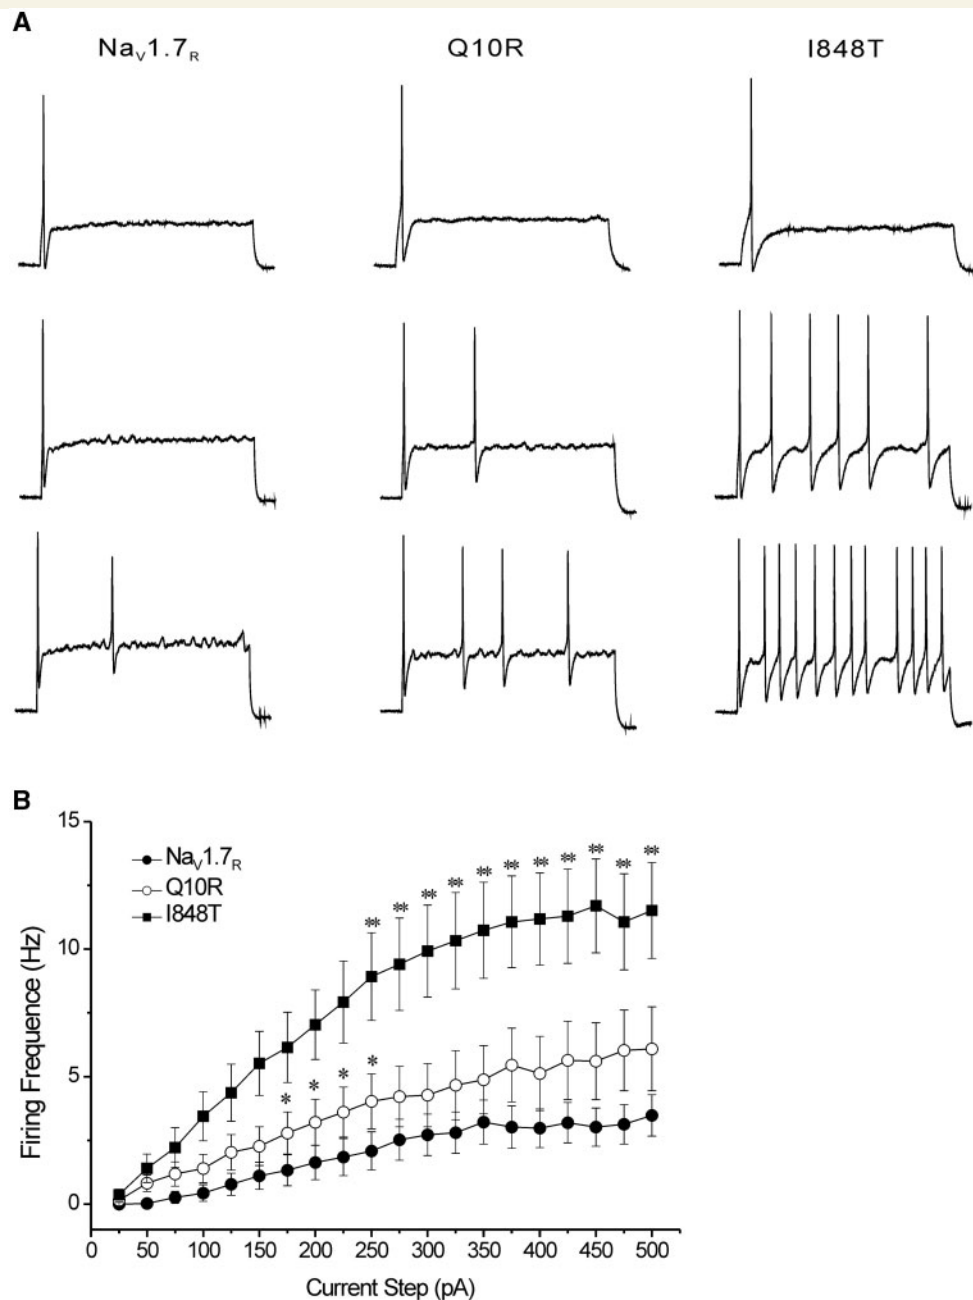 A
Naᵥ1.7ᵣ Q10R I848T
B
15
Naᵥ1.7ᵣ
Q10R
I848T
** ** ** ** ** ** ** ** ** ** **
10
5
* * * *
0
Firing Frequence (Hz)
0 50 100 150 200 250 300 350 400 450 500
Current Step (pA)